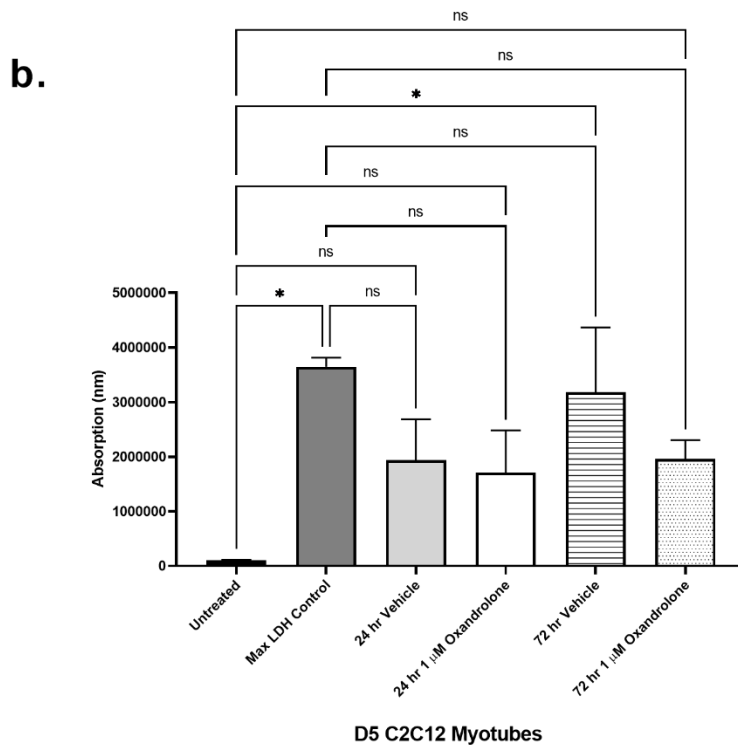 b.
ns
ns
*
ns
ns
ns
ns
* ns
5000000
4000000
3000000
2000000
1000000
0
Absorption (nm)
Untreated
Max LDH Control
24 hr Vehicle
24 hr 1 μM Oxandrolone
72 hr Vehicle
72 hr 1 μM Oxandrolone
D5 C2C12 Myotubes